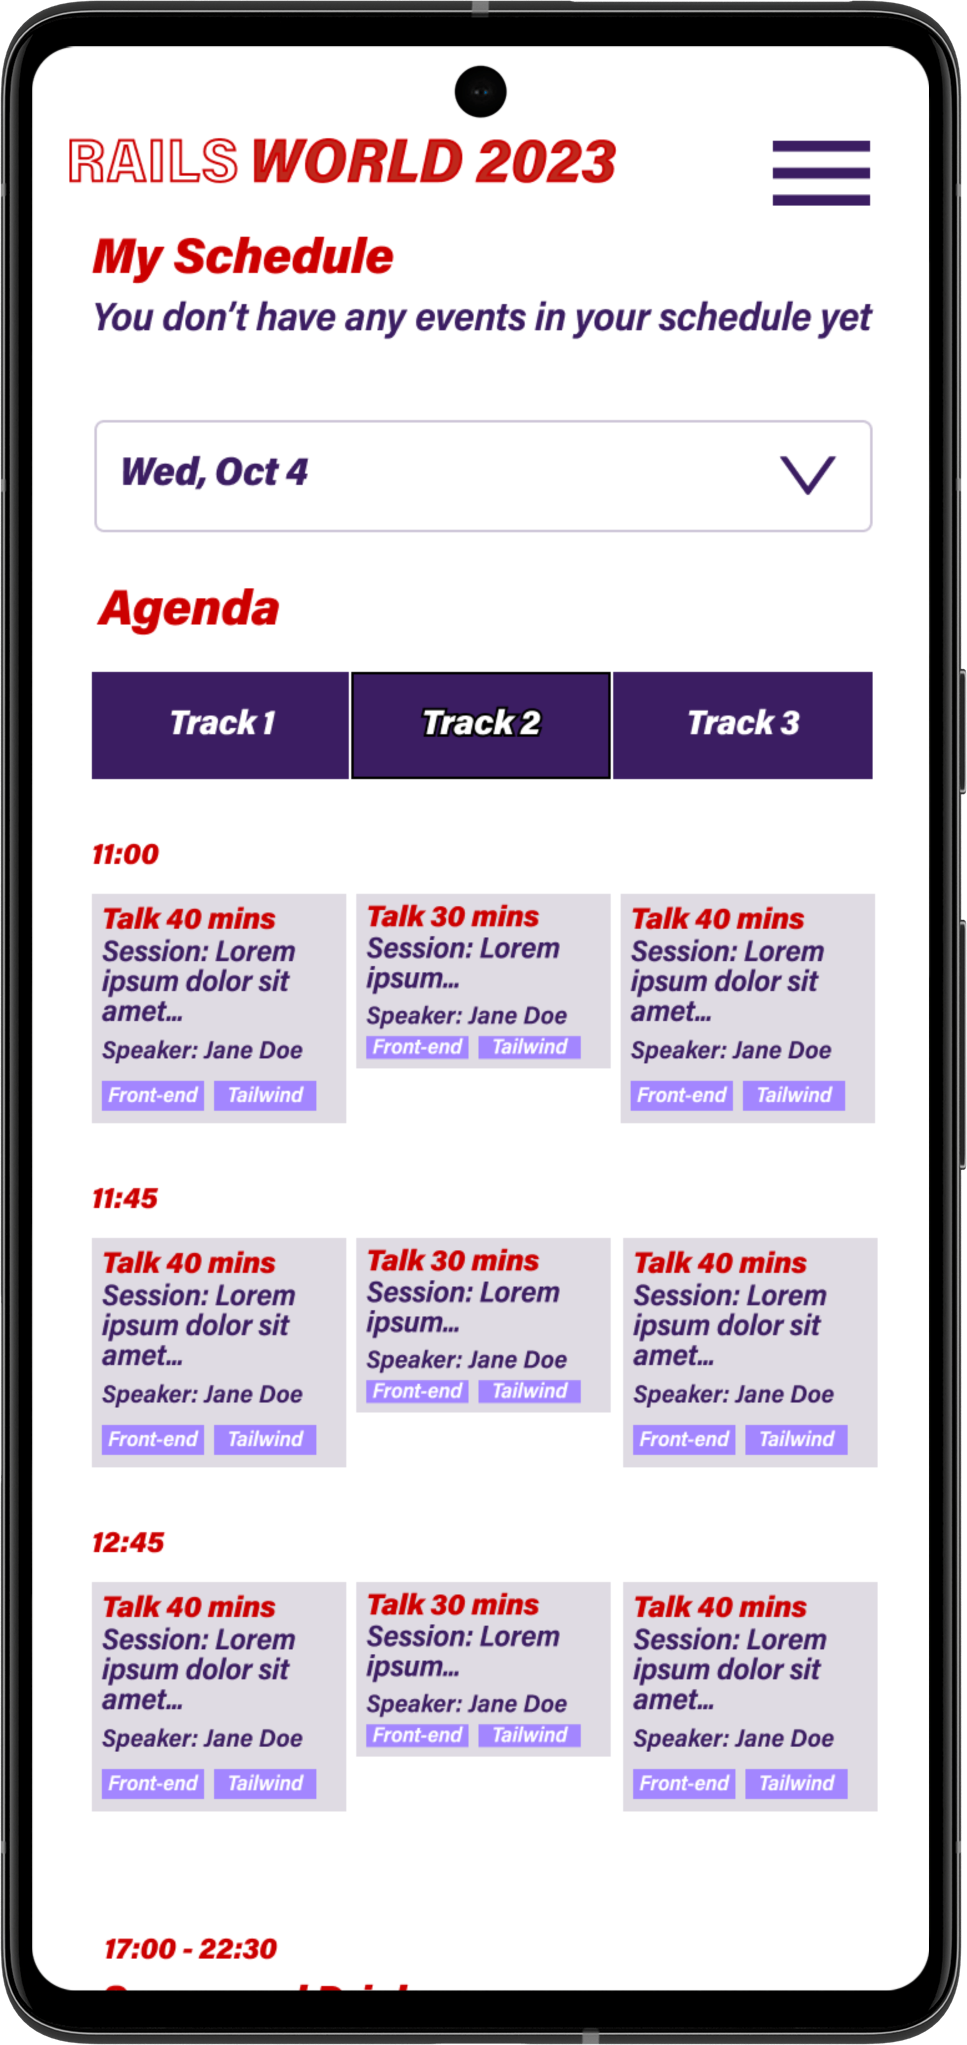 RAILS WORLD 2023
My Schedule
You don't have any events in your schedule yet
Wed, Oct 4
Agenda
Track 1
Track 2
Track 3
11:00
Talk 40 mins
Session: Lorem
ipsum dolor sit
amet...
Speaker: Jane Doe
Front-end
Tailwind
Talk 30 mins
Session: Lorem
ipsum...
Speaker: Jane Doe
Front-end
Tailwind
Talk 40 mins
Session: Lorem
ipsum dolor sit
amet...
Speaker: Jane Doe
Front-end
Tailwind
11:45
Talk 40 mins
Session: Lorem
ipsum dolor sit
amet...
Speaker: Jane Doe
Front-end
Tailwind
Talk 30 mins
Session: Lorem
ipsum...
Speaker: Jane Doe
Front-end
Tailwind
Talk 40 mins
Session: Lorem
ipsum dolor sit
amet...
Speaker: Jane Doe
Front-end
Tailwind
12:45
Talk 40 mins
Session: Lorem
ipsum dolor sit
amet...
Speaker: Jane Doe
Front-end
Tailwind
Talk 30 mins
Session: Lorem
ipsum...
Speaker: Jane Doe
Front-end
Tailwind
Talk 40 mins
Session: Lorem
ipsum dolor sit
amet...
Speaker: Jane Doe
Front-end
Tailwind
17:00 - 22:30